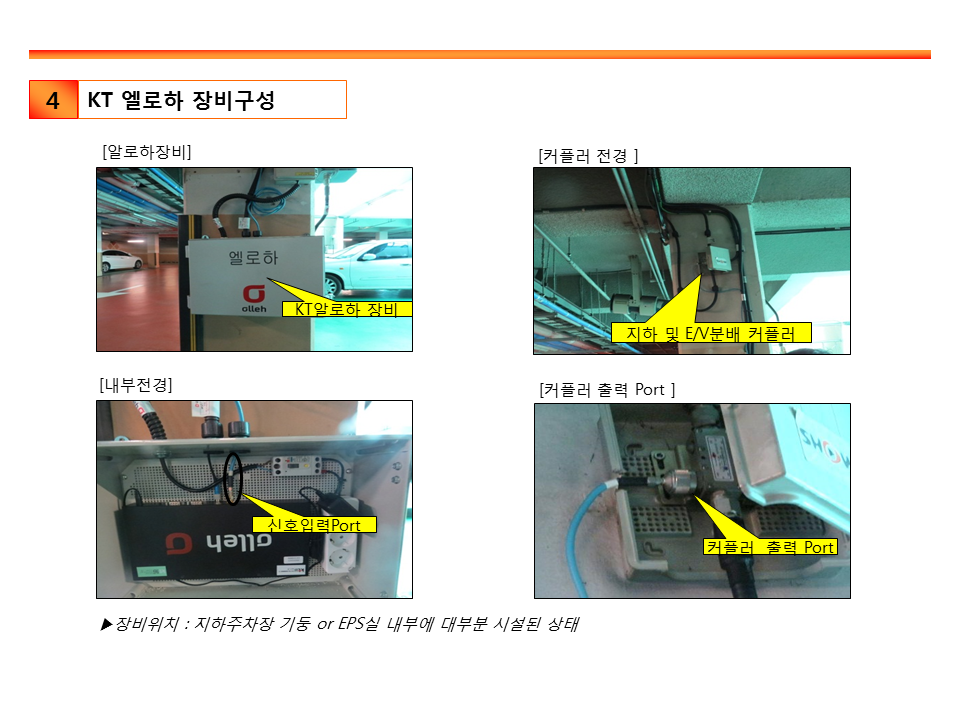 4
KT 엘로하 장비구성
[알로하장비]
엘로하
olleh
KT알로하 장비
[커플러 전경 ]
지하 및 E/V분배 커플러
[내부전경]
신호입력Port
olleh
[커플러 출력 Port ]
SHOW
커플러 출력 Port
▶장비위치 : 지하주차장 기둥 or EPS실 내부에 대부분 시설된 상태